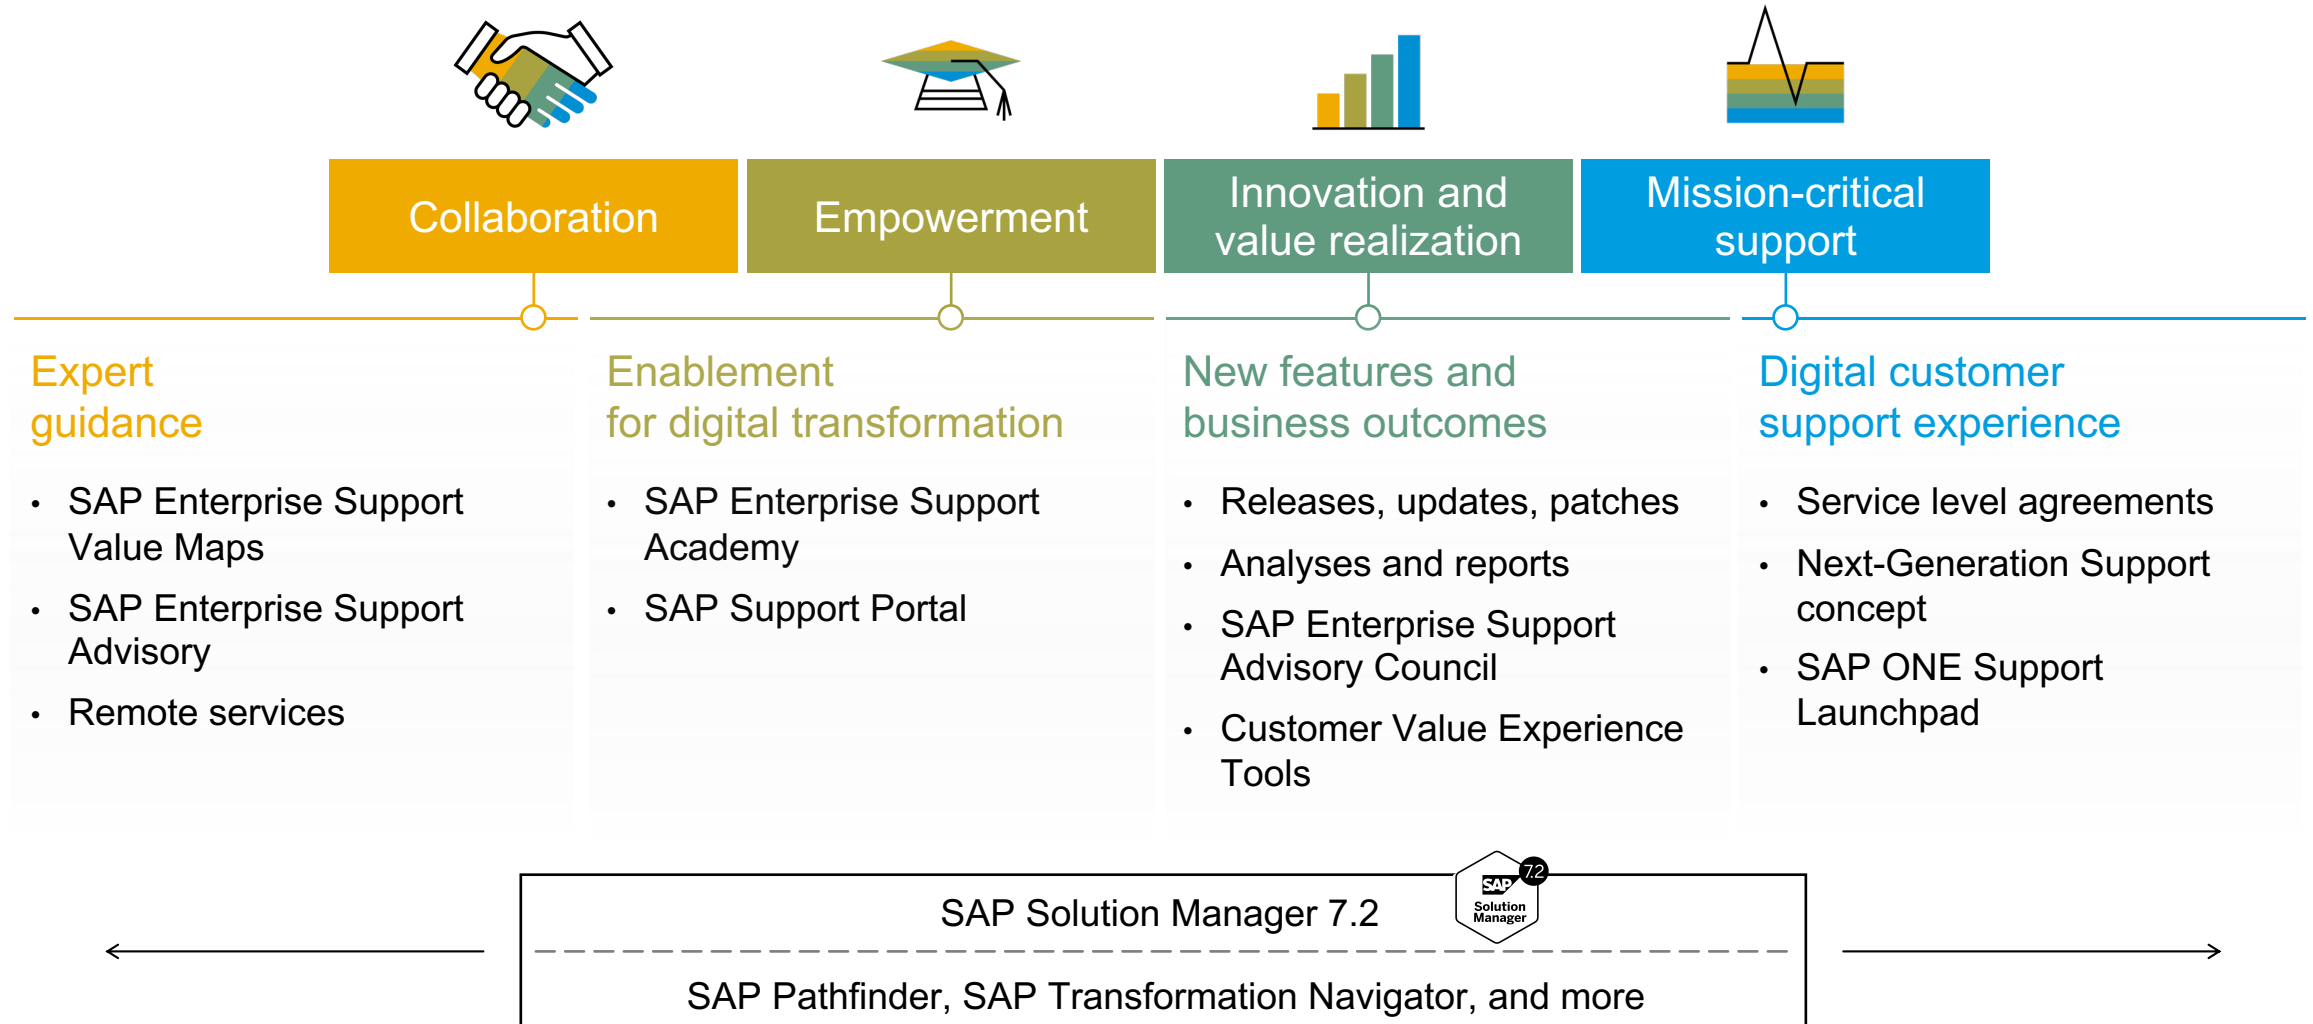 Collaboration
Empowerment
Innovation and
value realization
Mission-critical
support
Expert
guidance
• SAP Enterprise Support
Value Maps
• SAP Enterprise Support
Advisory
• Remote services
Enablement
for digital transformation
• SAP Enterprise Support
Academy
• SAP Support Portal
New features and
business outcomes
• Releases, updates, patches
• Analyses and reports
• SAP Enterprise Support
Advisory Council
• Customer Value Experience
Tools
Digital customer
support experience
• Service level agreements
• Next-Generation Support
concept
• SAP ONE Support
Launchpad
SAP Solution Manager 7.2
7.2
SAP
Solution
Manager
SAP Pathfinder, SAP Transformation Navigator, and more